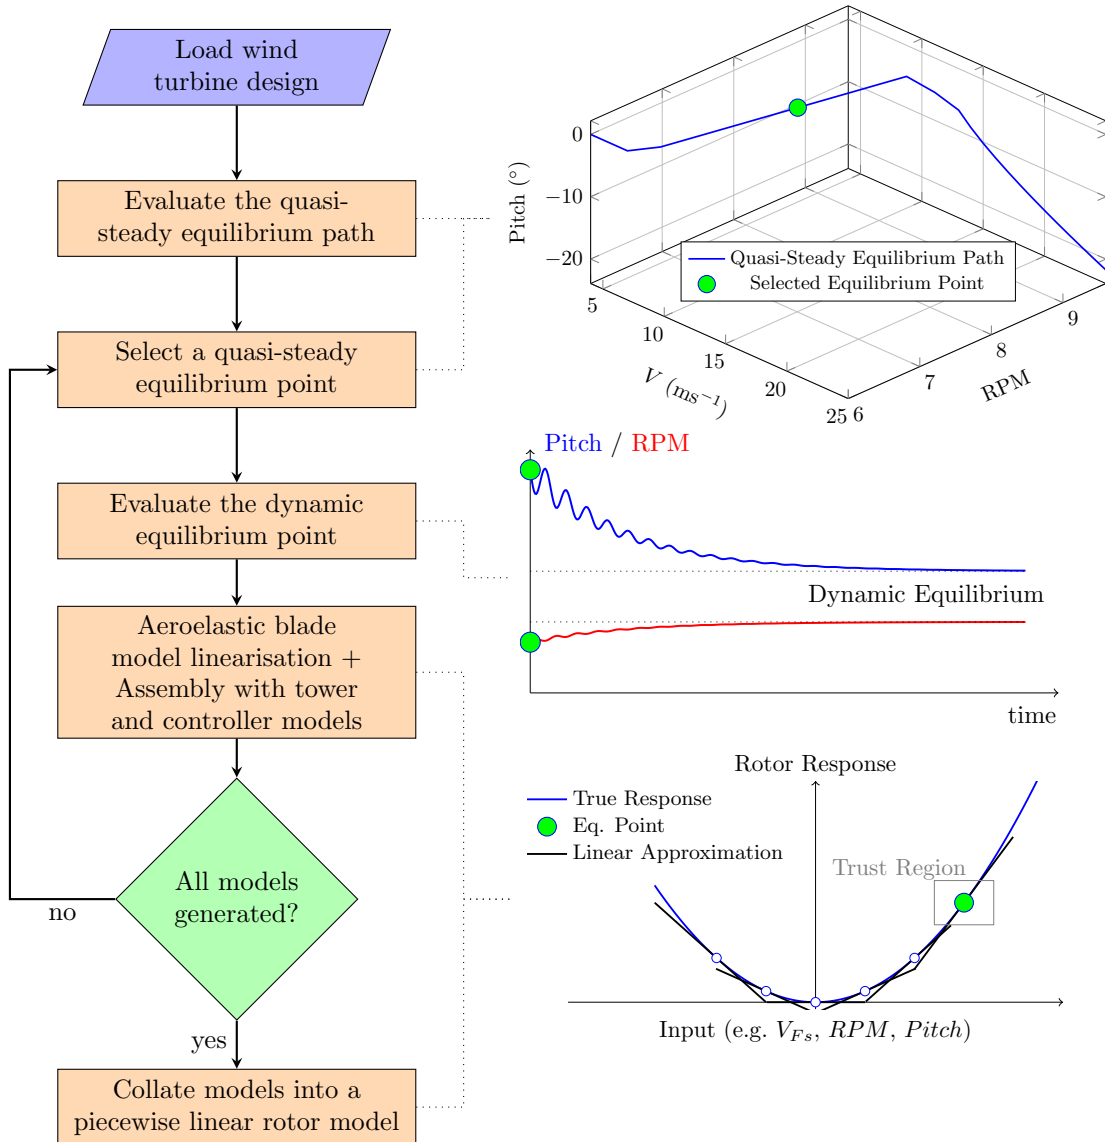 Load wind
turbine design
Evaluate the quasi-
steady equilibrium path
Select a quasi-steady
equilibrium point
Evaluate the dynamic
equilibrium point
Aeroelastic blade
model linearisation +
Assembly with tower
and controller models
All models
generated?
no
yes
Collate models into a
piecewise linear rotor model
0
−10
−20
Pitch (°)
Quasi-Steady Equilibrium Path
Selected Equilibrium Point
5
10
15
20
25
V (ms⁻¹)
6
7
8
9
RPM
Pitch / RPM
Dynamic Equilibrium
time
Rotor Response
True Response
Eq. Point
Linear Approximation
Trust Region
Input (e.g. V_{Fs}, RPM, Pitch)